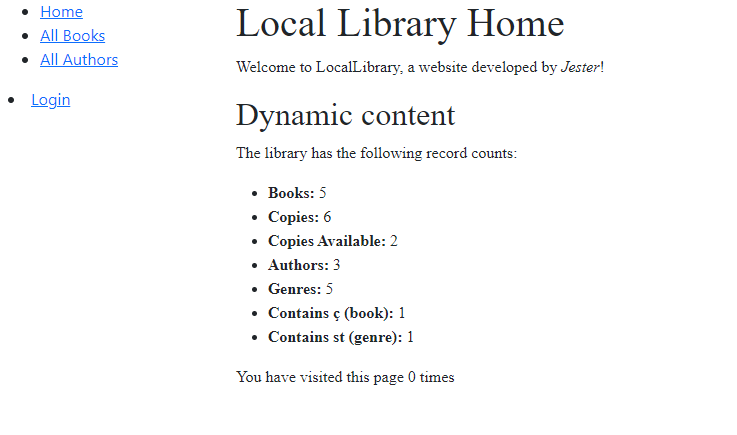 Home
All Books
All Authors
Login
Local Library Home
Welcome to LocalLibrary, a website developed by Jester!
Dynamic content
The library has the following record counts:
Books: 5
Copies: 6
Copies Available: 2
Authors: 3
Genres: 5
Contains ç (book): 1
Contains st (genre): 1
You have visited this page 0 times